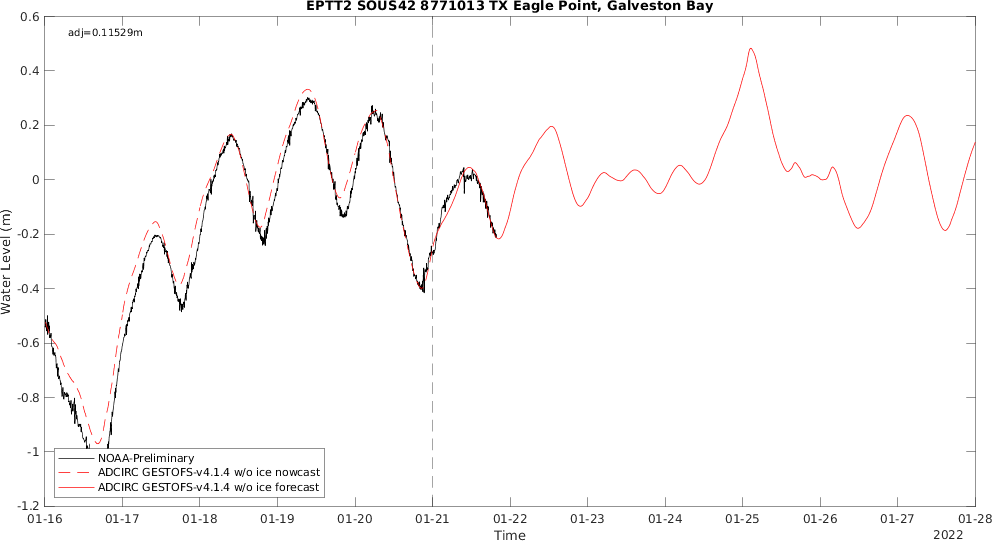 EPTT2 SOUS42 8771013 TX Eagle Point, Galveston Bay
adj=0.11529m
0.6
0.4
0.2
0
-0.2
-0.4
-0.6
-0.8
-1
-1.2
Water Level (m)
NOAA-Preliminary
ADCIRC GESTOFS-v4.1.4 w/o ice nowcast
ADCIRC GESTOFS-v4.1.4 w/o ice forecast
01-16 01-17 01-18 01-19 01-20 01-21 01-22 01-23 01-24 01-25 01-26 01-27 01-28
Time
2022